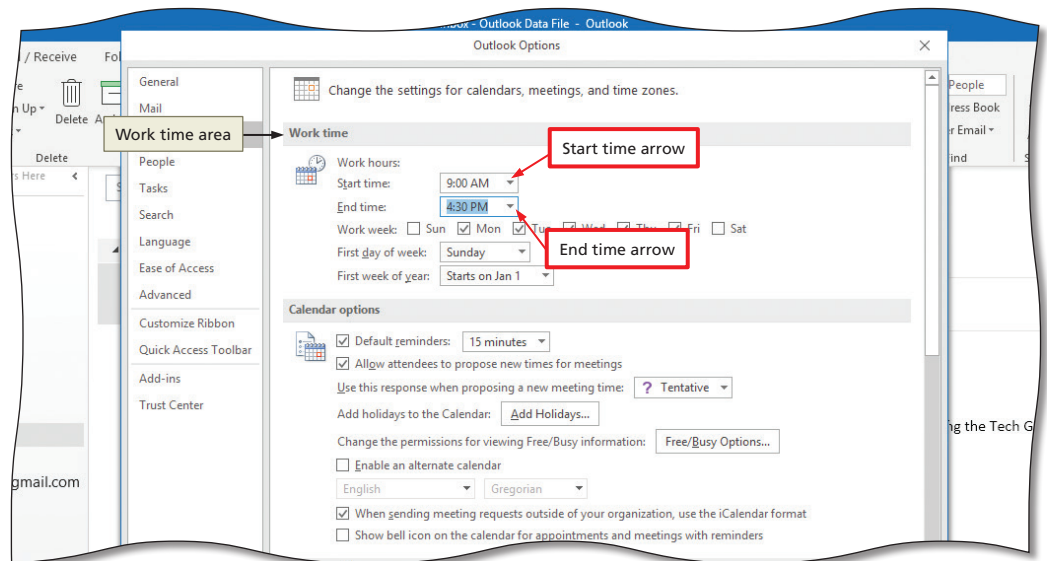 Outlook Data File - Outlook
Outlook Options
/ Receive
Delete
Delete
General
Mail
People
Tasks
Search
Language
Ease of Access
Advanced
Customize Ribbon
Quick Access Toolbar
Add-ins
Trust Center
Work time area
Change the settings for calendars, meetings, and time zones.
Work time
Start time arrow
Work hours:
Start time: 9:00 AM
End time: 4:30 PM
Work week: Sun Mon Tue Wed Thu Fri Sat
End time arrow
First day of week: Sunday
First week of year: Starts on Jan 1
Calendar options
Default reminders: 15 minutes
Allow attendees to propose new times for meetings
Use this response when proposing a new meeting time: ? Tentative
Add holidays to the Calendar: Add Holidays...
Change the permissions for viewing Free/Busy information: Free/Busy Options...
Enable an alternate calendar
English Gregorian
When sending meeting requests outside of your organization, use the iCalendar format
Show bell icon on the calendar for appointments and meetings with reminders
People
ress Book
r Email
ind
ng the Tech G
gmail.com